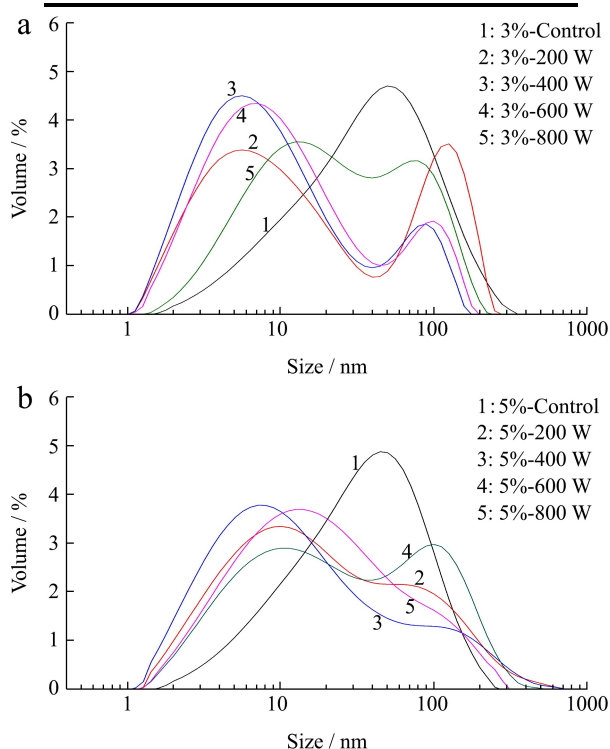 a
6
5
4
3
2
1
0
Volume / %
1: 3%-Control
2: 3%-200 W
3: 3%-400 W
4: 3%-600 W
5: 3%-800 W
3
4
2
5
1
1 10 100 1000
Size / nm
b
6
5
4
3
2
1
0
Volume / %
1: 5%-Control
2: 5%-200 W
3: 5%-400 W
4: 5%-600 W
5: 5%-800 W
1
4
2
5
3
1 10 100 1000
Size / nm